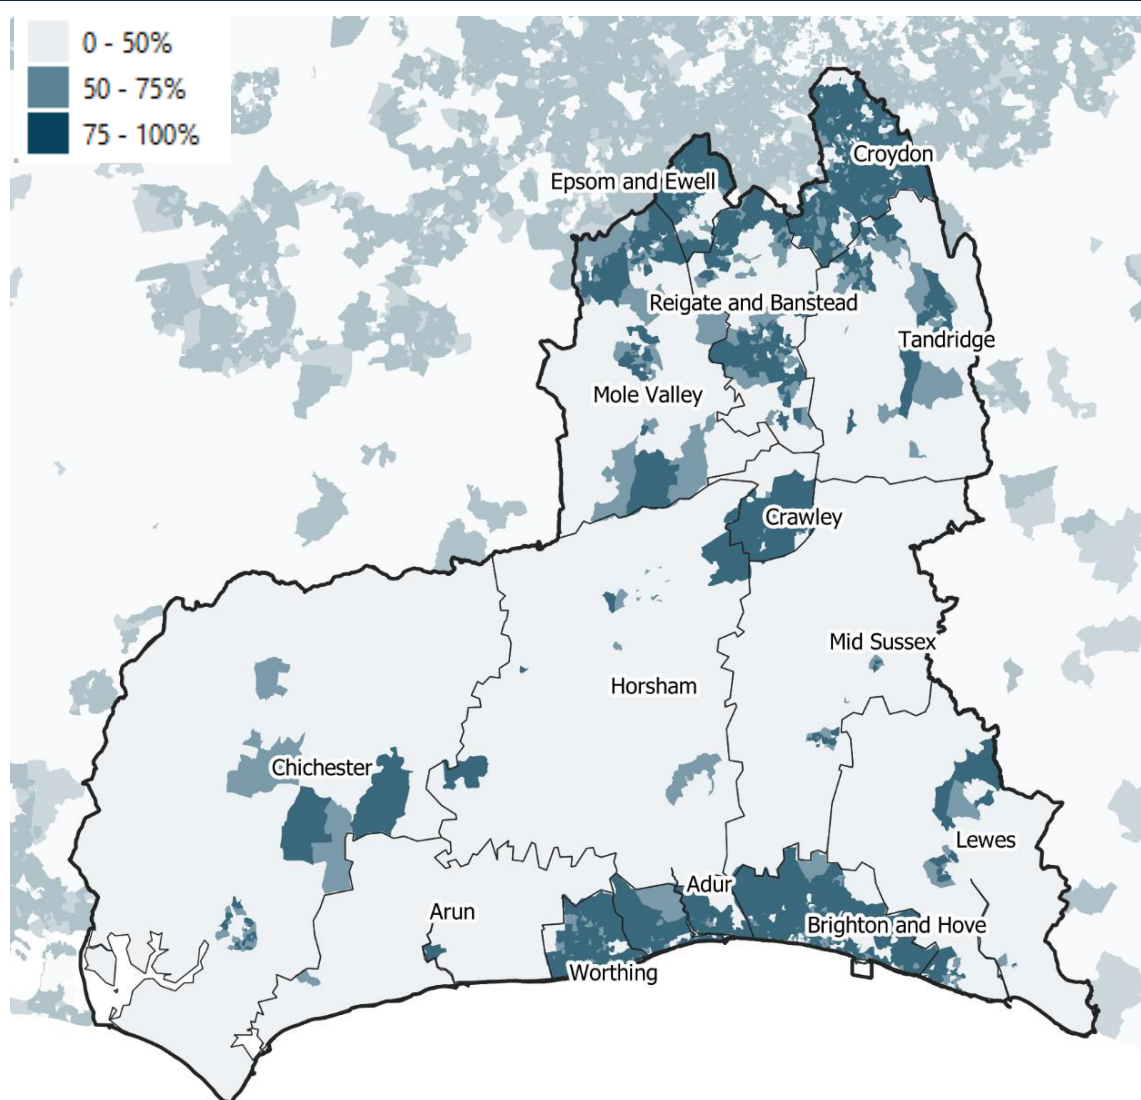 0 - 50%
50 - 75%
75 - 100%
Croydon
Epsom and Ewell
Reigate and Banstead
Tandridge
Mole Valley
Crawley
Mid Sussex
Horsham
Chichester
Lewes
Adur
Arun
Brighton and Hove
Worthing